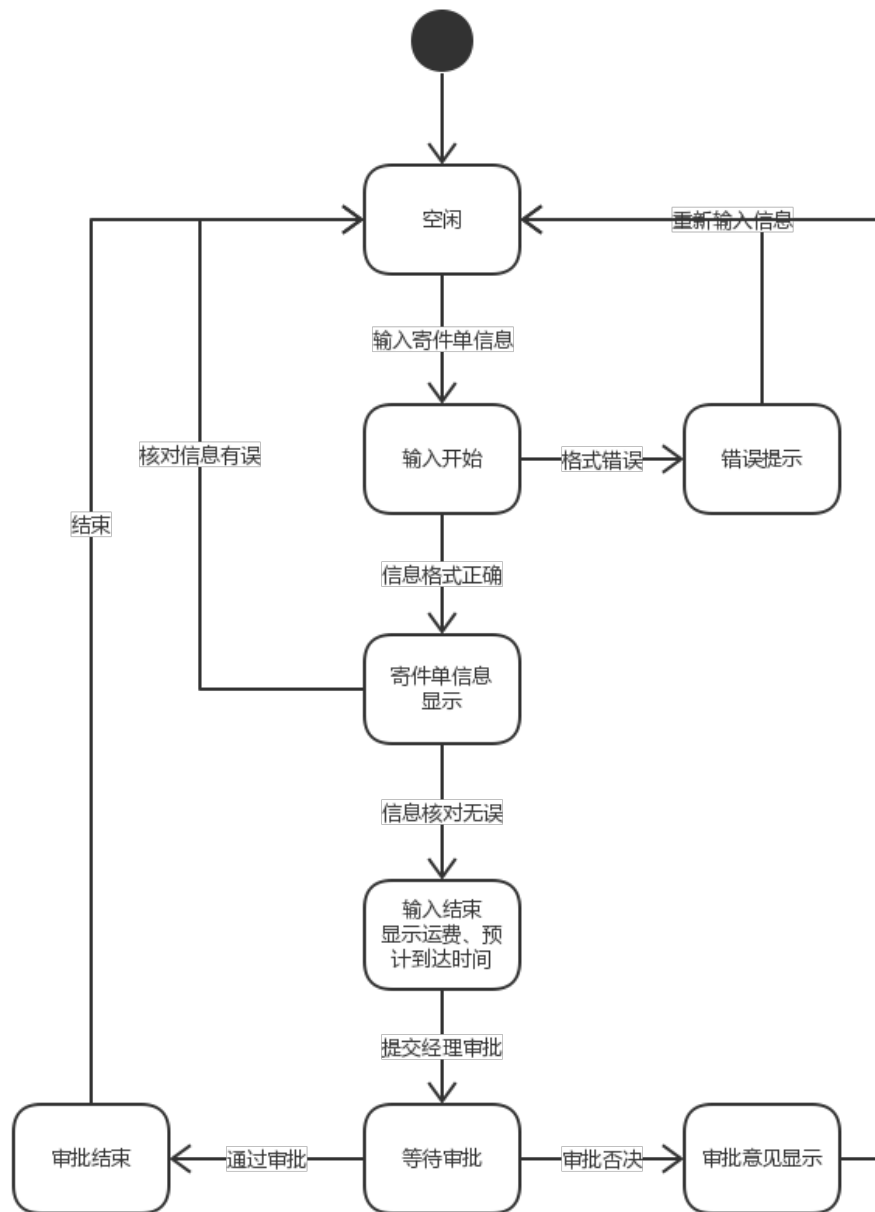 空闲
重新输入信息
输入寄件单信息
核对信息有误
输入开始
格式错误
错误提示
结束
信息格式正确
寄件单信息
显示
信息核对无误
输入结束
显示运费、预
计到达时间
提交经理审批
审批结束
通过审批
等待审批
审批否决
审批意见显示